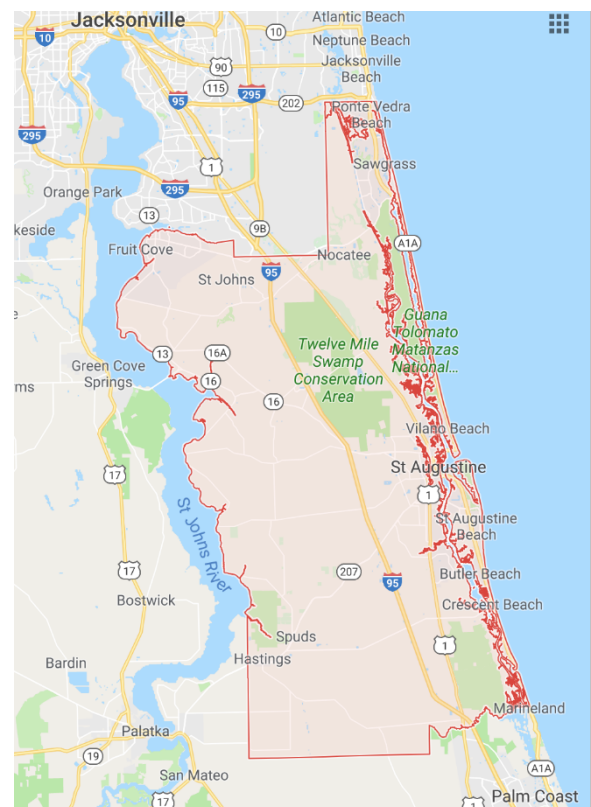 Jacksonville
Atlantic Beach
10
10
Neptune Beach
90
Jacksonville
Beach
115
95
295
202
Ponte Vedra
Beach
295
1
Sawgrass
Orange Park
295
13
9B
A1A
keside
Fruit Cove
Nocatee
95
St Johns
Guana
Tolomato
Matanzas
National...
Twelve Mile
Swamp
Conservation
Area
13
16A
Green Cove
Springs
16
ms
16
Vilano Beach
17
St Augustine
1
St Johns River
St Augustine
Beach
17
207
95
Butler Beach
Bostwick
Crescent Beach
Spuds
1
Hastings
Bardin
Marineland
Palatka
19
A1A
San Mateo
17
1
Palm Coast